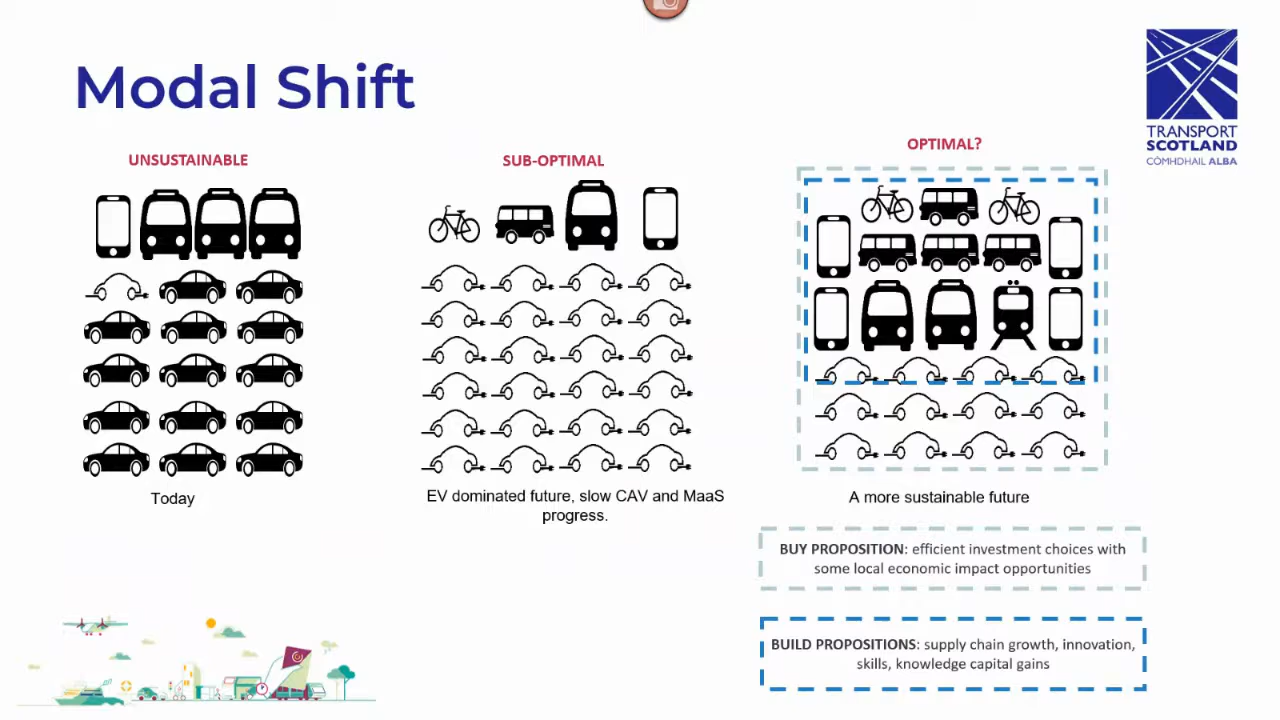 Modal Shift
TRANSPORT
SCOTLAND
CÒMHDHAIL ALBA
UNSUSTAINABLE
SUB-OPTIMAL
OPTIMAL?
Today
EV dominated future, slow CAV and MaaS
progress.
A more sustainable future
BUY PROPOSITION: efficient investment choices with
some local economic impact opportunities
BUILD PROPOSITIONS: supply chain growth, innovation,
skills, knowledge capital gains